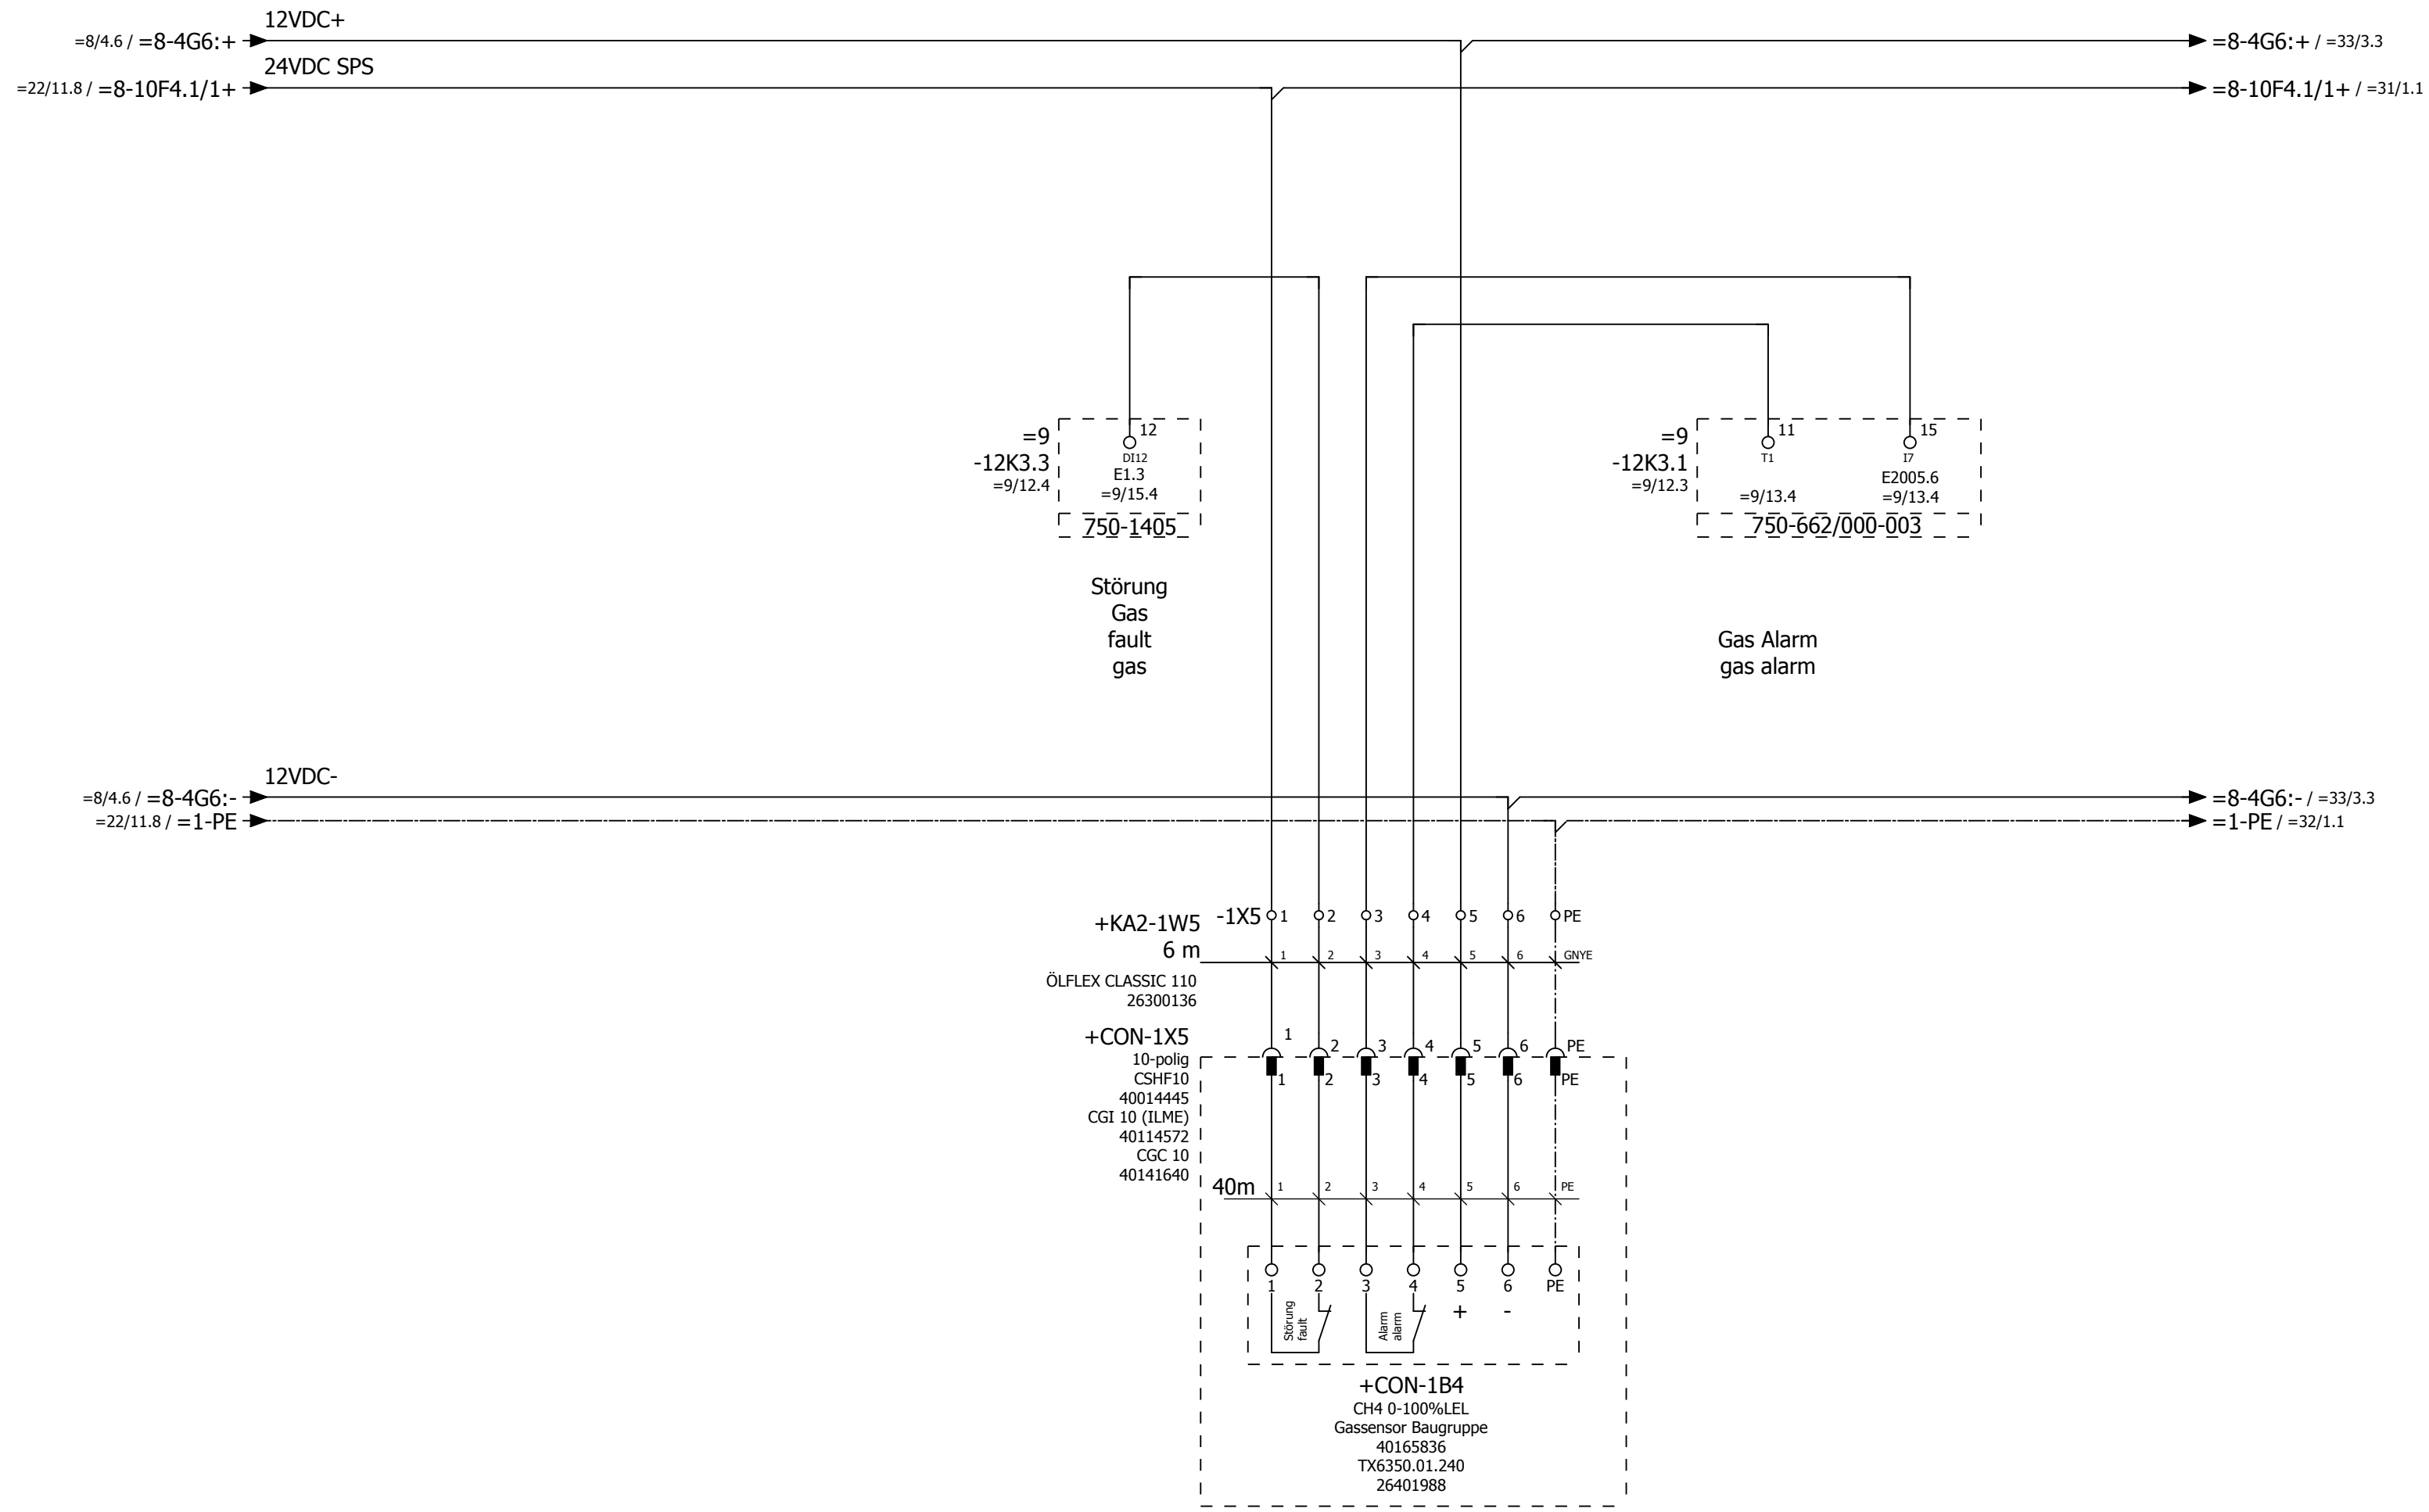 12VDC+
=8/4.6 / =8-4G6:+
=8-4G6:+ / =33/3.3
24VDC SPS
=22/11.8 / =8-10F4.1/1+
=8-10F4.1/1+ / =31/1.1
=9
-12K3.3
=9/12.4
12
DI12
E1.3
=9/15.4
750-1405
=9
-12K3.1
=9/12.3
11
T1
=9/13.4
15
I7
E2005.6
=9/13.4
750-662/000-003
Störung
Gas
fault
gas
Gas Alarm
gas alarm
12VDC-
=8/4.6 / =8-4G6:-
=8-4G6:- / =33/3.3
=22/11.8 / =1-PE
=1-PE / =32/1.1
-1X5 1 2 3 4 5 6 PE
+KA2-1W5
6 m
1 2 3 4 5 6 GNYE
ÖLFLEX CLASSIC 110
26300136
+CON-1X5
1 2 3 4 5 6 PE
1 2 3 4 5 6 PE
10-polig
CSHF10
40014445
CGI 10 (ILME)
40114572
CGC 10
40141640
40m 1 2 3 4 5 6 PE
1 2 3 4 5 6 PE
Störung
fault
Alarm
alarm
+ -
+CON-1B4
CH4 0-100%LEL
Gassensor Baugruppe
40165836
TX6350.01.240
26401988